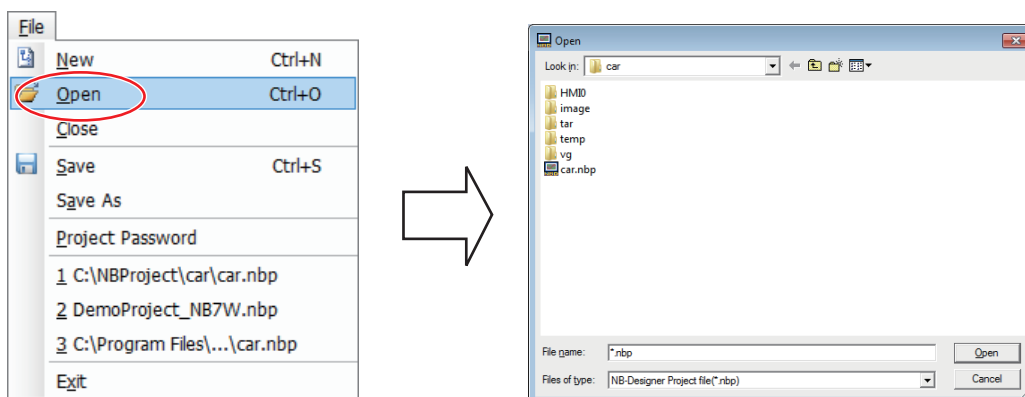 File
New Ctrl+N
Open Ctrl+O
Close
Save Ctrl+S
Save As
Project Password
1 C:\NBProject\car\car.nbp
2 DemoProject_NB7W.nbp
3 C:\Program Files\...\car.nbp
Exit
Open
Look in: car
HMI0
image
tar
temp
vg
car.nbp
File name: *.nbp Open
Files of type: NB-Designer Project file(*.nbp) Cancel